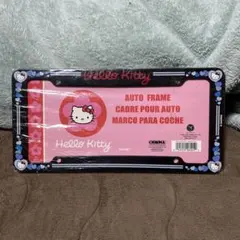 Hello Kitty
AUTO FRAME
CADRE POUR AUTO
MARCO PARA COCHE
Hello Kitty